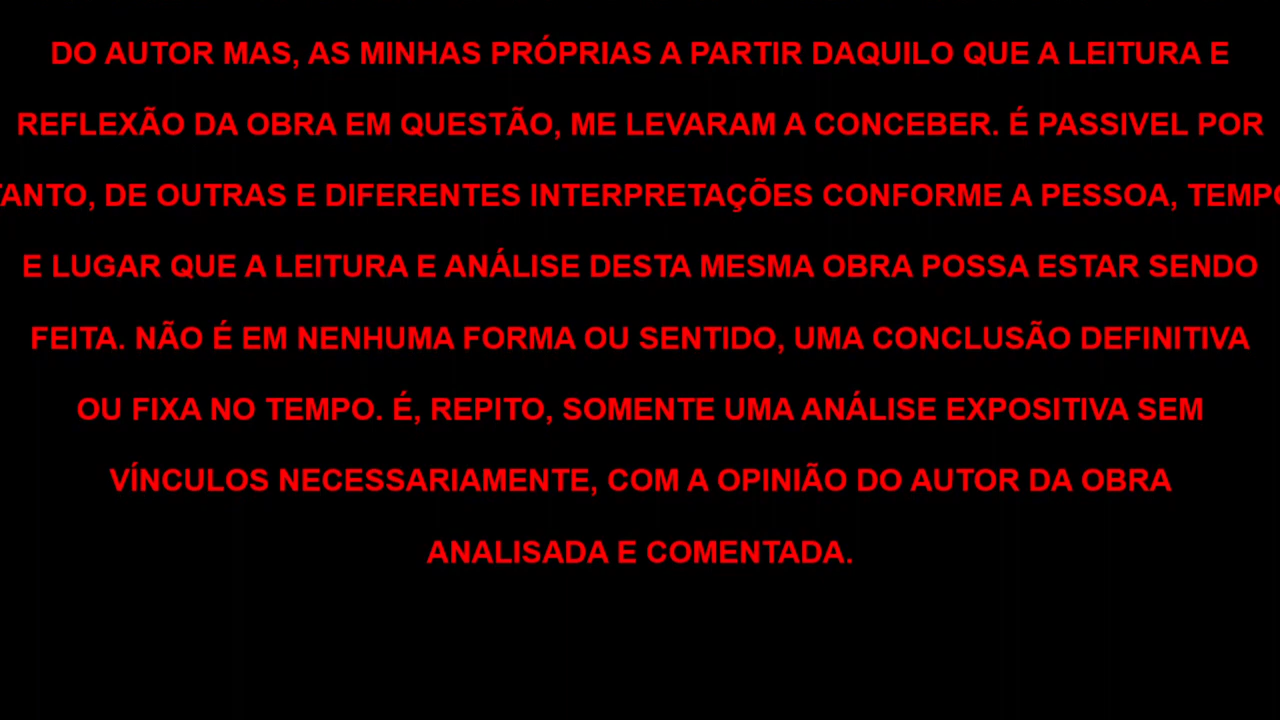 DO AUTOR MAS, AS MINHAS PRÓPRIAS A PARTIR DAQUILO QUE A LEITURA E
REFLEXÃO DA OBRA EM QUESTÃO, ME LEVARAM A CONCEBER. É PASSIVEL POR
TANTO, DE OUTRAS E DIFERENTES INTERPRETAÇÕES CONFORME A PESSOA, TEMPO
E LUGAR QUE A LEITURA E ANÁLISE DESTA MESMA OBRA POSSA ESTAR SENDO
FEITA. NÃO É EM NENHUMA FORMA OU SENTIDO, UMA CONCLUSÃO DEFINITIVA
OU FIXA NO TEMPO. É, REPITO, SOMENTE UMA ANÁLISE EXPOSITIVA SEM
VÍNCULOS NECESSARIAMENTE, COM A OPINIÃO DO AUTOR DA OBRA
ANALISADA E COMENTADA.